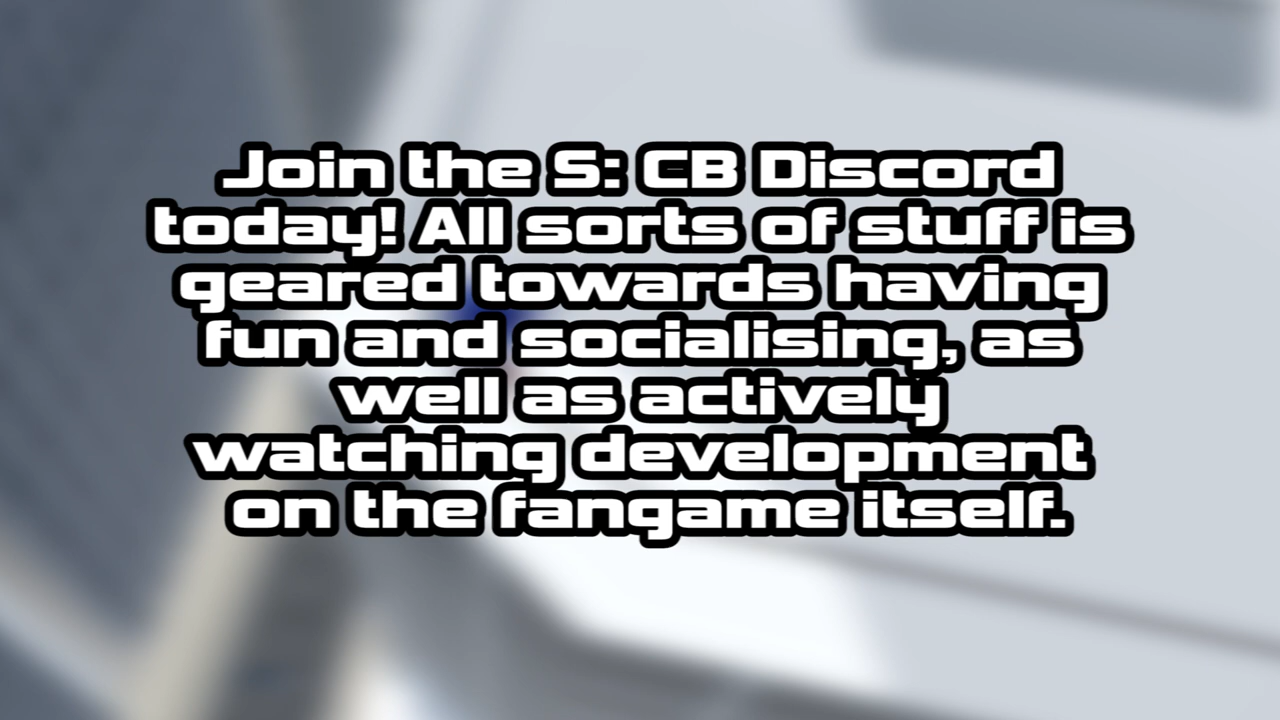 Join the S: CB Discord
today! All sorts of stuff is
geared towards having
fun and socialising, as
well as actively
watching development
on the fangame itself.